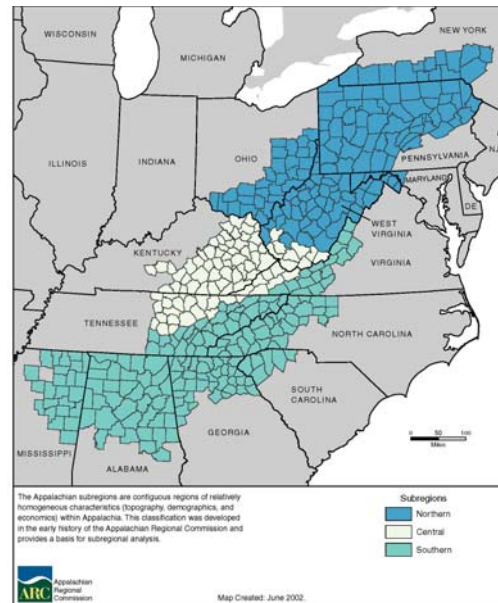 WISCONSIN
MICHIGAN
NEW YORK
ILLINOIS
INDIANA
OHIO
PENNSYLVANIA
NJ
MARYLAND
DE
WEST
VIRGINIA
KENTUCKY
VIRGINIA
TENNESSEE
NORTH CAROLINA
SOUTH
CAROLINA
MISSISSIPPI
ALABAMA
GEORGIA
0 50 100
Miles
The Appalachian subregions are contiguous regions of relatively
homogeneous characteristics (topography, demographics, and
economics) within Appalachia. This classification was developed
in the early history of the Appalachian Regional Commission and
provides a basis for subregional analysis.
Subregions
Northern
Central
Southern
ARC
Appalachian
Regional
Commission
Map Created: June 2002.